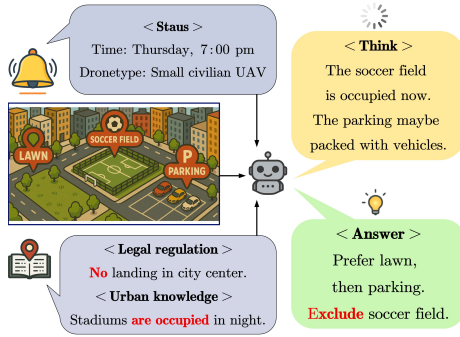 < Staus >
Time: Thursday, 7:00 pm
Dronetype: Small civilian UAV
LAWN
SOCCER FIELD
P
PARKING
< Legal regulation >
No landing in city center.
< Urban knowledge >
Stadiums are occupied in night.
< Think >
The soccer field
is occupied now.
The parking maybe
packed with vehicles.
< Answer >
Prefer lawn,
then parking.
Exclude soccer field.